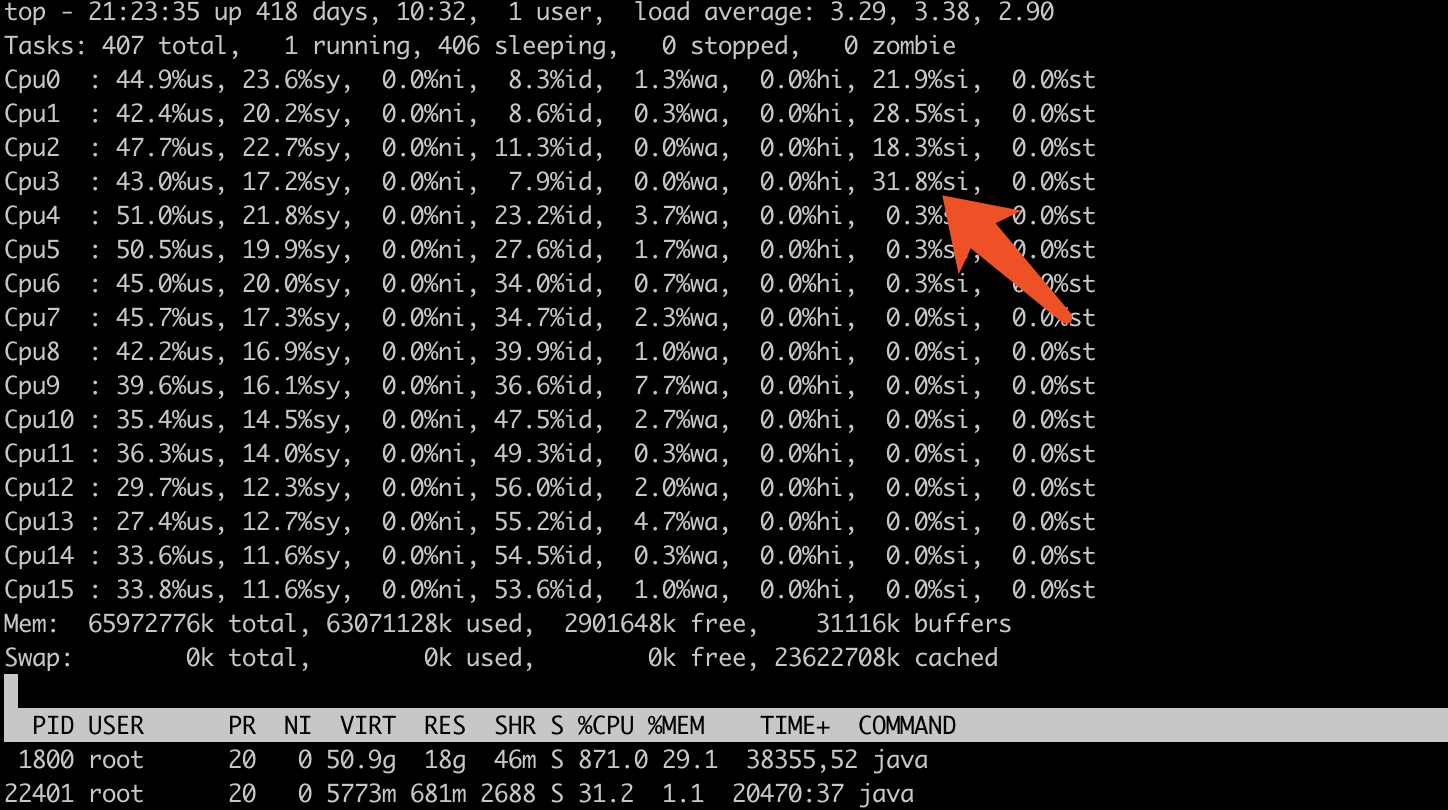 top - 21:23:35 up 418 days, 10:32,  1 user,  load average: 3.29, 3.38, 2.90
Tasks: 407 total,   1 running, 406 sleeping,   0 stopped,   0 zombie
Cpu0  : 44.9%us, 23.6%sy,  0.0%ni,  8.3%id,  1.3%wa,  0.0%hi, 21.9%si,  0.0%st
Cpu1  : 42.4%us, 20.2%sy,  0.0%ni,  8.6%id,  0.3%wa,  0.0%hi, 28.5%si,  0.0%st
Cpu2  : 47.7%us, 22.7%sy,  0.0%ni, 11.3%id,  0.0%wa,  0.0%hi, 18.3%si,  0.0%st
Cpu3  : 43.0%us, 17.2%sy,  0.0%ni,  7.9%id,  0.0%wa,  0.0%hi, 31.8%si,  0.0%st
Cpu4  : 51.0%us, 21.8%sy,  0.0%ni, 23.2%id,  3.7%wa,  0.0%hi,  0.3%si,  0.0%st
Cpu5  : 50.5%us, 19.9%sy,  0.0%ni, 27.6%id,  1.7%wa,  0.0%hi,  0.3%si,  0.0%st
Cpu6  : 45.0%us, 20.0%sy,  0.0%ni, 34.0%id,  0.7%wa,  0.0%hi,  0.3%si,  0.0%st
Cpu7  : 45.7%us, 17.3%sy,  0.0%ni, 34.7%id,  2.3%wa,  0.0%hi,  0.0%si,  0.0%st
Cpu8  : 42.2%us, 16.9%sy,  0.0%ni, 39.9%id,  1.0%wa,  0.0%hi,  0.0%si,  0.0%st
Cpu9  : 39.6%us, 16.1%sy,  0.0%ni, 36.6%id,  7.7%wa,  0.0%hi,  0.0%si,  0.0%st
Cpu10 : 35.4%us, 14.5%sy,  0.0%ni, 47.5%id,  2.7%wa,  0.0%hi,  0.0%si,  0.0%st
Cpu11 : 36.3%us, 14.0%sy,  0.0%ni, 49.3%id,  0.3%wa,  0.0%hi,  0.0%si,  0.0%st
Cpu12 : 29.7%us, 12.3%sy,  0.0%ni, 56.0%id,  2.0%wa,  0.0%hi,  0.0%si,  0.0%st
Cpu13 : 27.4%us, 12.7%sy,  0.0%ni, 55.2%id,  4.7%wa,  0.0%hi,  0.0%si,  0.0%st
Cpu14 : 33.6%us, 11.6%sy,  0.0%ni, 54.5%id,  0.3%wa,  0.0%hi,  0.0%si,  0.0%st
Cpu15 : 33.8%us, 11.6%sy,  0.0%ni, 53.6%id,  1.0%wa,  0.0%hi,  0.0%si,  0.0%st
Mem:  65972776k total, 63071128k used,  2901648k free,    31116k buffers
Swap:        0k total,        0k used,        0k free, 23622708k cached
  PID USER      PR  NI  VIRT  RES  SHR S %CPU %MEM    TIME+  COMMAND
 1800 root      20   0 50.9g  18g  46m S 871.0 29.1  38355,52 java
22401 root      20   0 5773m 681m 2688 S 31.2  1.1  20470:37 java